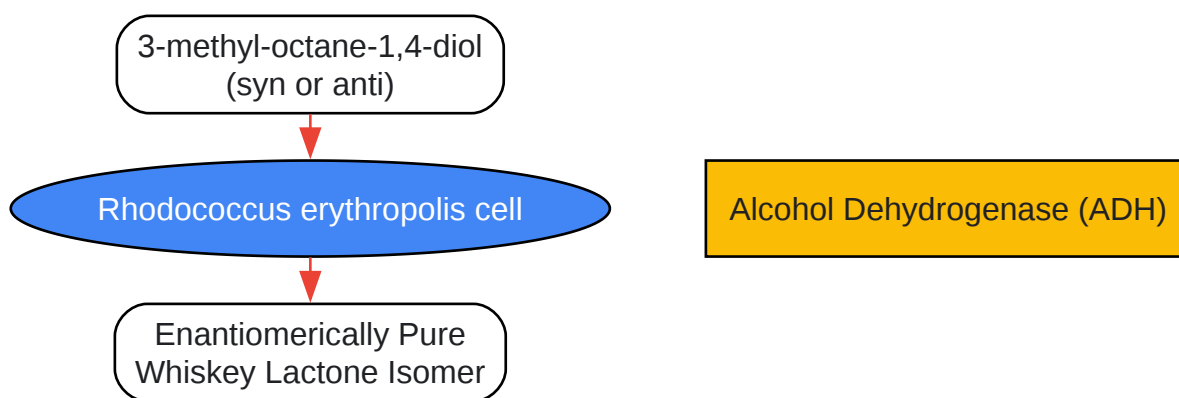 3-methyl-octane-1,4-diol
(syn or anti)
Rhodococcus erythropolis cell
Alcohol Dehydrogenase (ADH)
Enantiomerically Pure
Whiskey Lactone Isomer